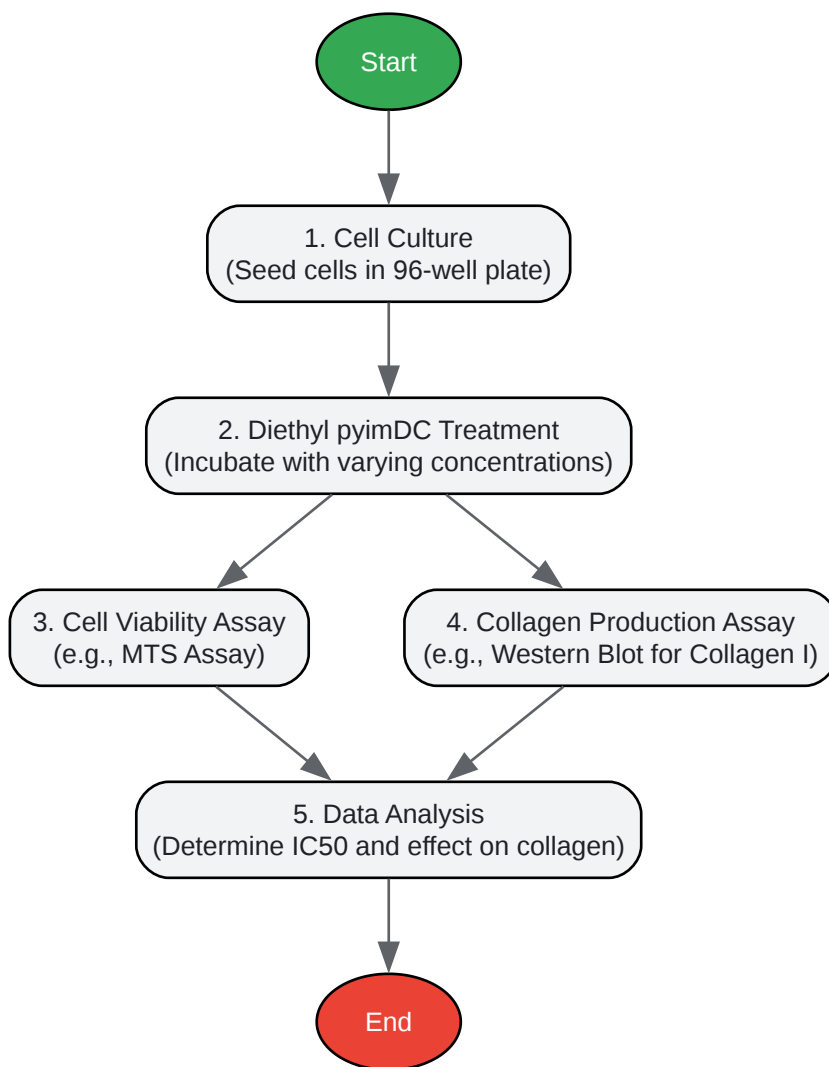 Start
1. Cell Culture
(Seed cells in 96-well plate)
2. Diethyl pyimDC Treatment
(Incubate with varying concentrations)
3. Cell Viability Assay
(e.g., MTS Assay)
4. Collagen Production Assay
(e.g., Western Blot for Collagen I)
5. Data Analysis
(Determine IC50 and effect on collagen)
End